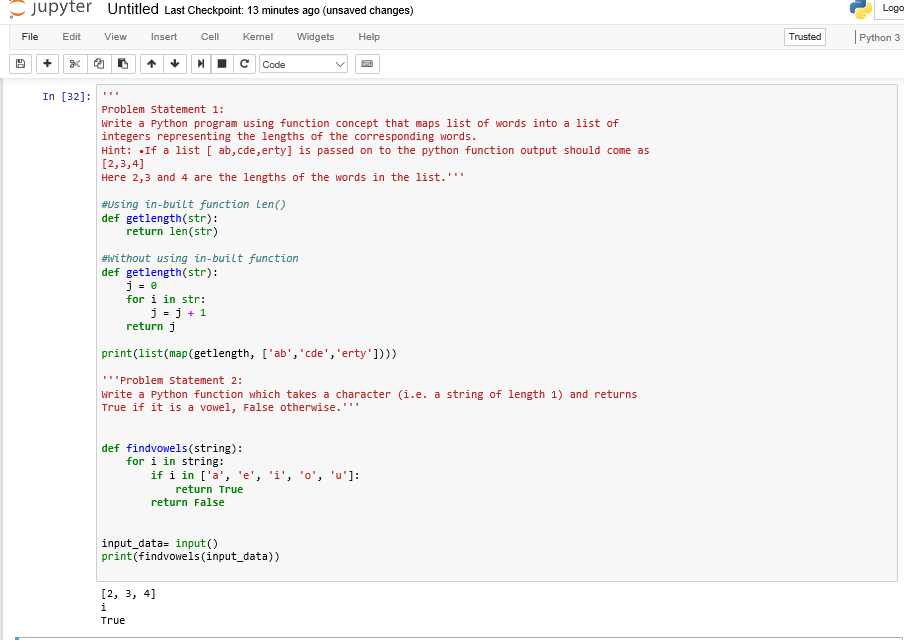 jupyter Untitled Last Checkpoint: 13 minutes ago (unsaved changes)
Logo
File Edit View Insert Cell Kernel Widgets Help Trusted Python 3
Code
In [32]: '''
Problem Statement 1:
Write a Python program using function concept that maps list of words into a list of
integers representing the lengths of the corresponding words.
Hint: •If a list [ ab,cde,erty] is passed on to the python function output should come as
[2,3,4]
Here 2,3 and 4 are the lengths of the words in the list.'''
#Using in-built function len()
def getlength(str):
    return len(str)
#Without using in-built function
def getlength(str):
    j = 0
    for i in str:
        j = j + 1
    return j
print(list(map(getlength, ['ab','cde','erty'])))
'''Problem Statement 2:
Write a Python function which takes a character (i.e. a string of length 1) and returns
True if it is a vowel, False otherwise.'''
def findvowels(string):
    for i in string:
        if i in ['a', 'e', 'i', 'o', 'u']:
            return True
        return False
input_data= input()
print(findvowels(input_data))
[2, 3, 4]
i
True